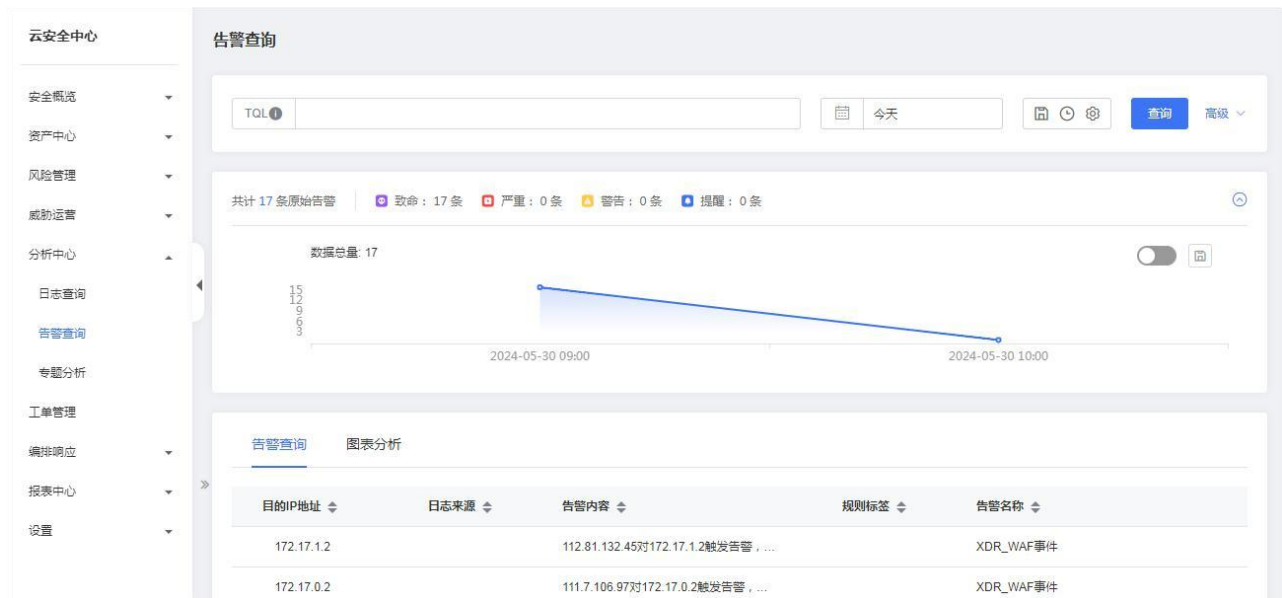 云安全中心
告警查询
安全概览
资产中心
风险管理
威胁运营
分析中心
日志查询
告警查询
专题分析
工单管理
编排响应
报表中心
设置
TQL
今天
查询
高级
共计 17 条原始告警
致命：17 条
严重：0 条
警告：0 条
提醒：0 条
数据总量: 17
15
12
9
6
3
2024-05-30 09:00
2024-05-30 10:00
告警查询
图表分析
目的IP地址
日志来源
告警内容
规则标签
告警名称
172.17.1.2
112.81.132.45对172.17.1.2触发告警，...
XDR_WAF事件
172.17.0.2
111.7.106.97对172.17.0.2触发告警，...
XDR_WAF事件